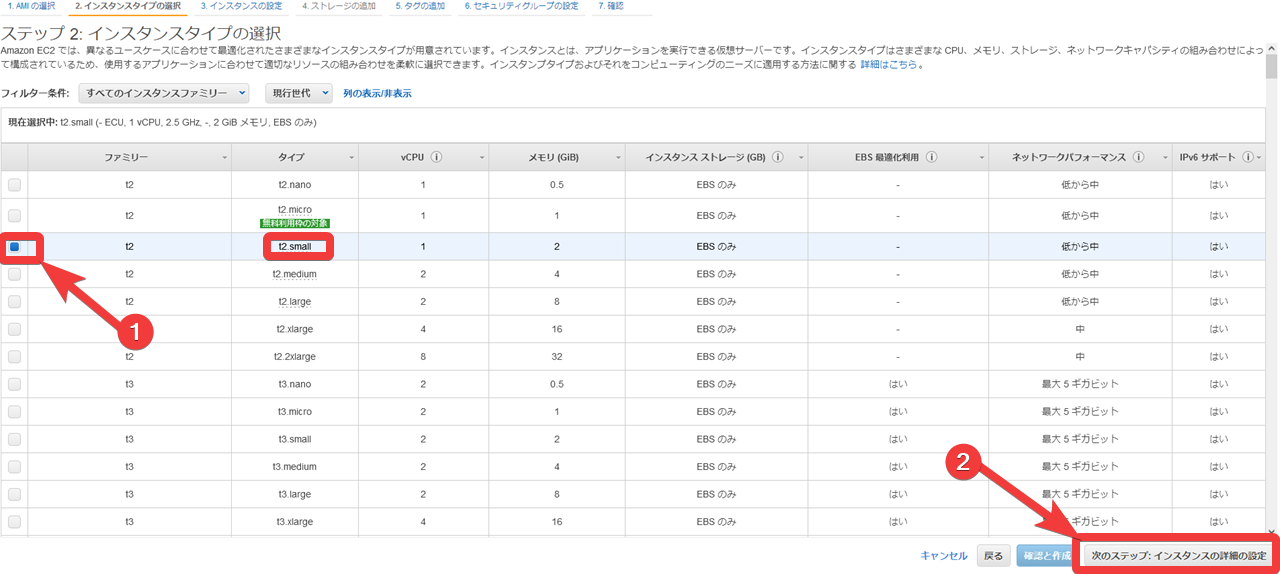 1. AMI の選択 2. インスタンスタイプの選択 3. インスタンスの設定 4. ストレージの追加 5. タグの追加 6. セキュリティグループの設定 7. 確認
ステップ 2: インスタンスタイプの選択
Amazon EC2 では、異なるユースケースに合わせて最適化されたさまざまなインスタンスタイプが用意されています。インスタンスとは、アプリケーションを実行できる仮想サーバーです。インスタンスタイプはさまざまな CPU、メモリ、ストレージ、ネットワークキャパシティの組み合わせによっ
て構成されているため、使用するアプリケーションに合わせて適切なリソースの組み合わせを柔軟に選択できます。インスタンプタイプおよびそれをコンピューティングのニーズに適用する方法に関する 詳細はこちら。
フィルター条件: すべてのインスタンスファミリー 現行世代 列の表示/非表示
現在選択中: t2.small (- ECU, 1 vCPU, 2.5 GHz, -, 2 GiB メモリ, EBS のみ)
ファミリー タイプ vCPU メモリ (GiB) インスタンス ストレージ (GB) EBS 最適化利用 ネットワークパフォーマンス IPv6 サポート
t2 t2.nano 1 0.5 EBS のみ - 低から中 はい
t2 t2.micro 1 1 EBS のみ - 低から中 はい
無料利用枠の対象
t2 t2.small 1 2 EBS のみ - 低から中 はい
t2 t2.medium 2 4 EBS のみ - 低から中 はい
t2 t2.large 2 8 EBS のみ - 低から中 はい
t2.xlarge 4 16 EBS のみ - 中 はい
1
t2 t2.2xlarge 8 32 EBS のみ - 中 はい
t3 t3.nano 2 0.5 EBS のみ はい 最大 5 ギガビット はい
t3 t3.micro 2 1 EBS のみ はい 最大 5 ギガビット はい
t3 t3.small 2 2 EBS のみ はい 最大 5 ギガビット はい
t3 t3.medium 2 4 EBS のみ はい 最大 5 ギガビット はい
2
t3 t3.large 2 8 EBS のみ はい 最大 5 ギガビット はい
t3 t3.xlarge 4 16 EBS のみ はい 5 ギガビット はい
キャンセル 戻る 確認と作成 次のステップ: インスタンスの詳細の設定